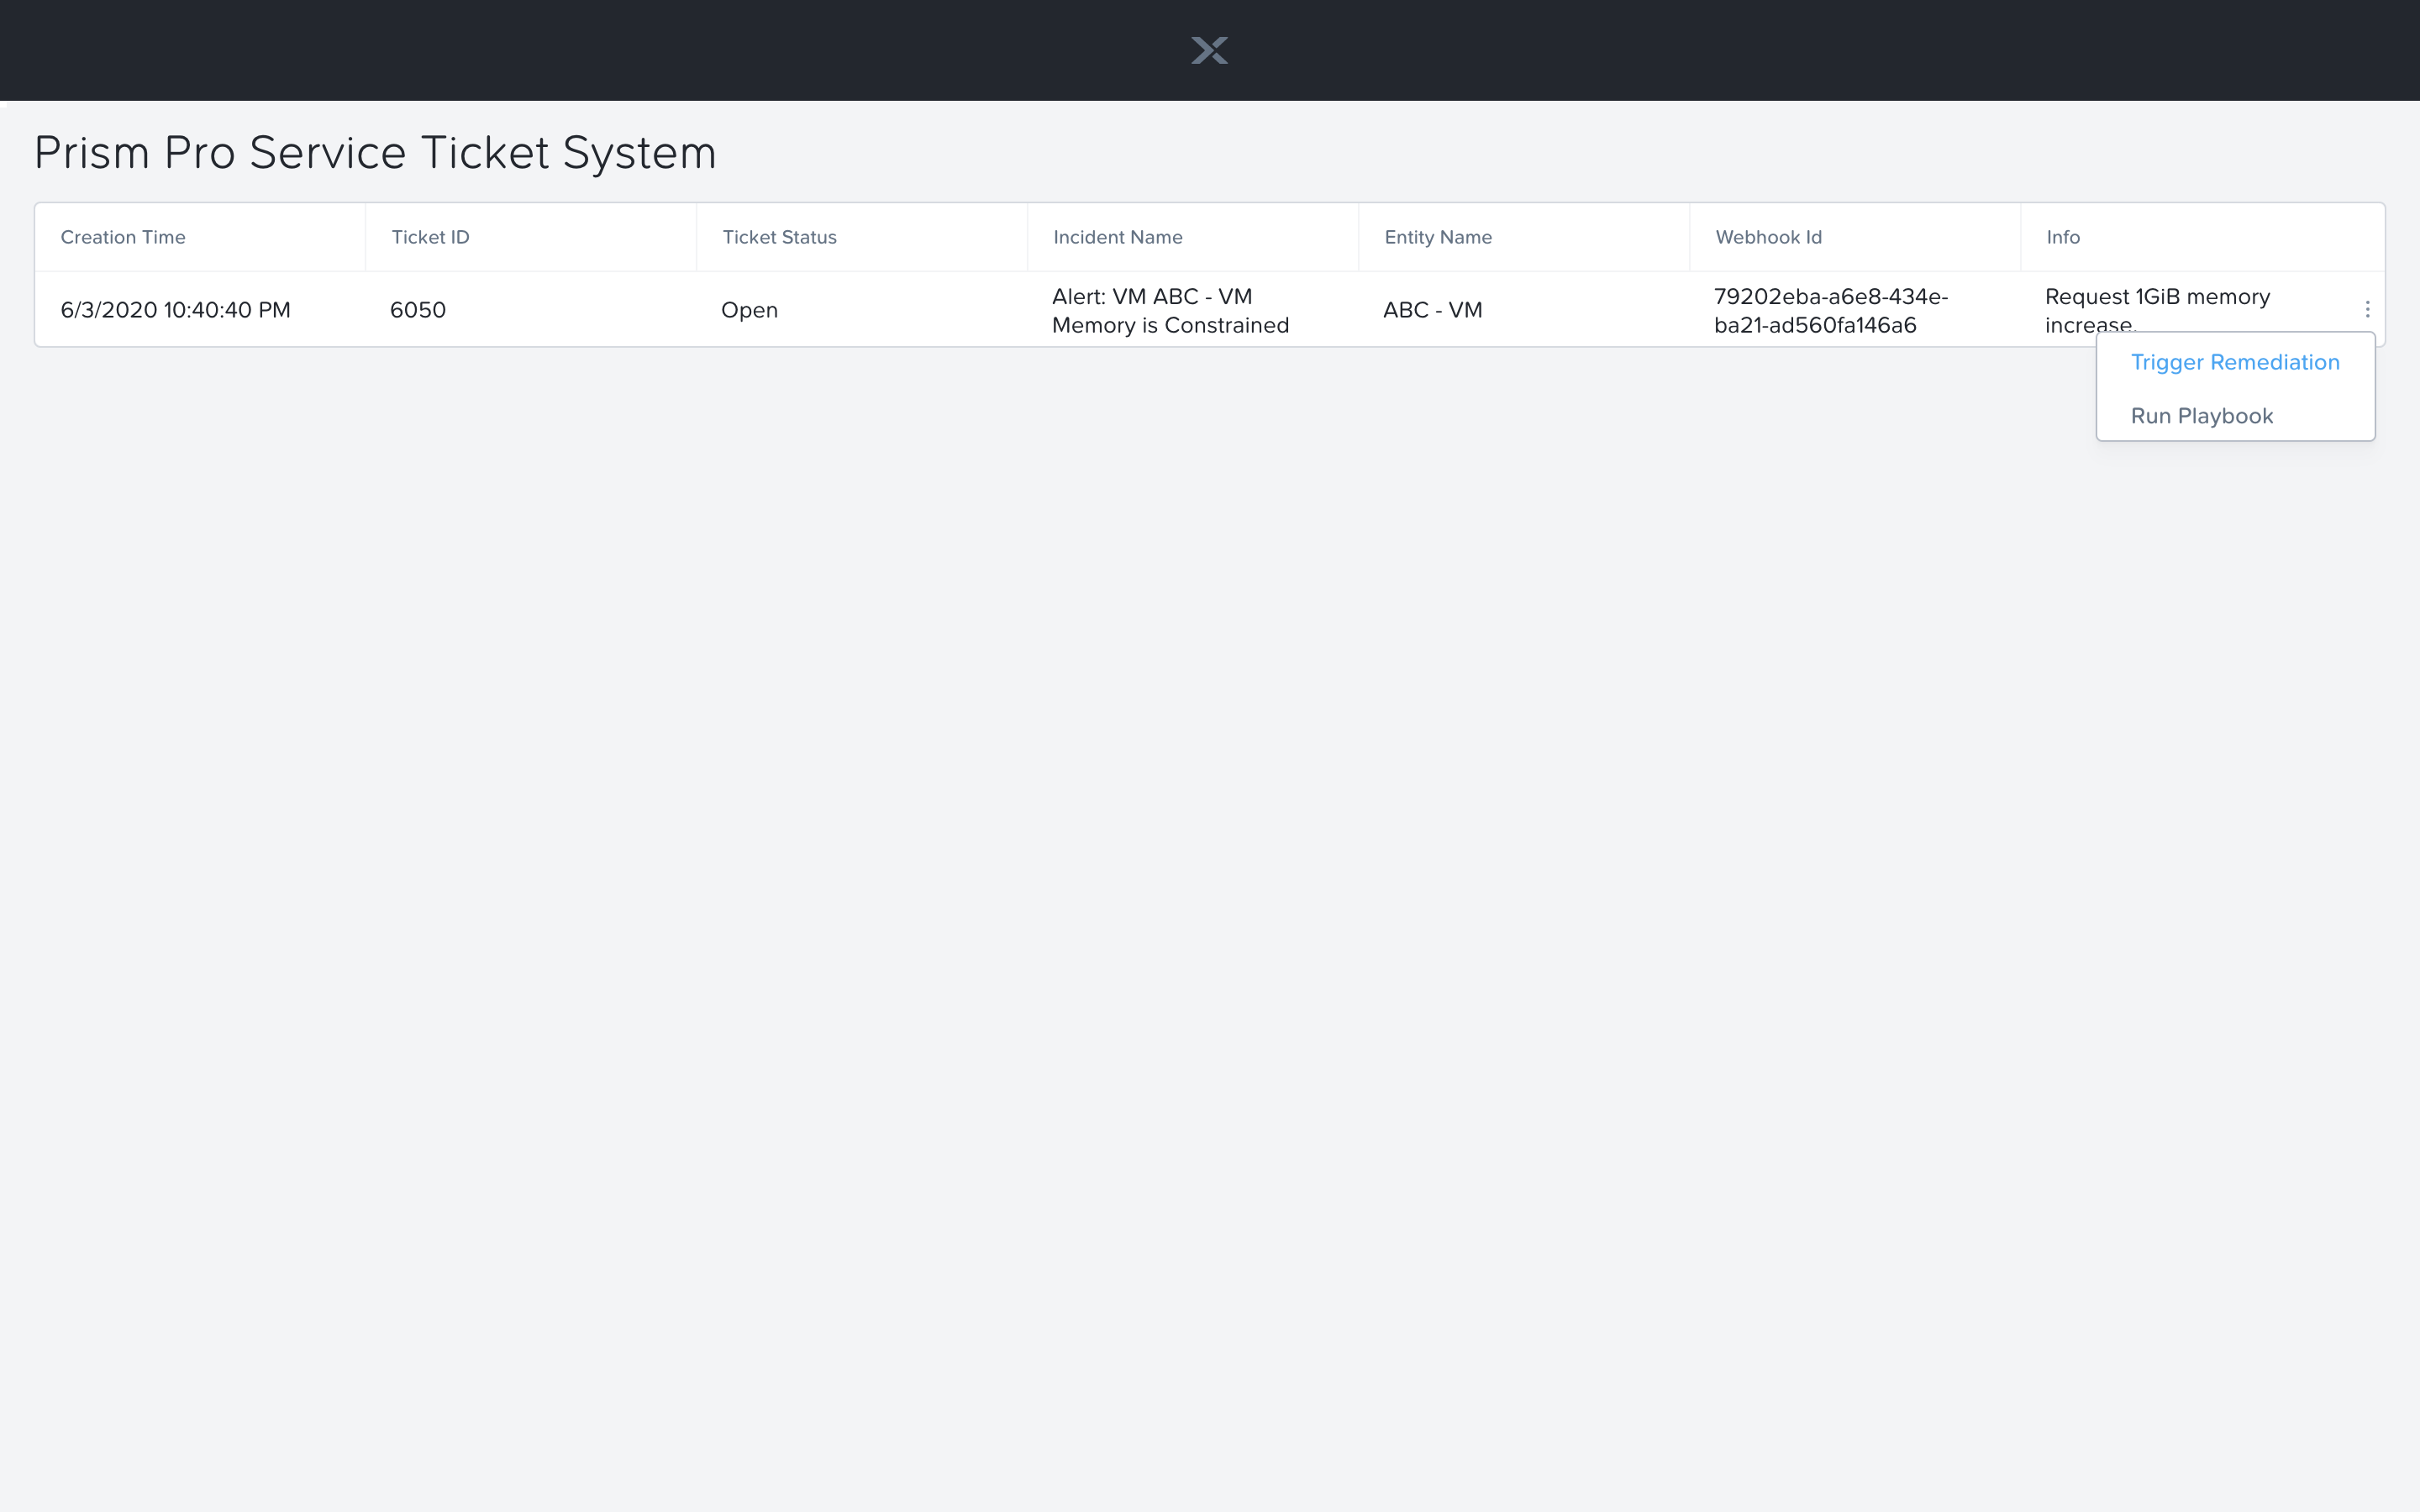 Prism Pro Service Ticket System
Creation Time
Ticket ID
Ticket Status
Incident Name
Entity Name
Webhook Id
Info
6/3/2020 10:40:40 PM
6050
Open
Alert: VM ABC - VM
Memory is Constrained
ABC - VM
79202eba-a6e8-434e-
ba21-ad560fa146a6
Request 1GiB memory
increase.
Trigger Remediation
Run Playbook